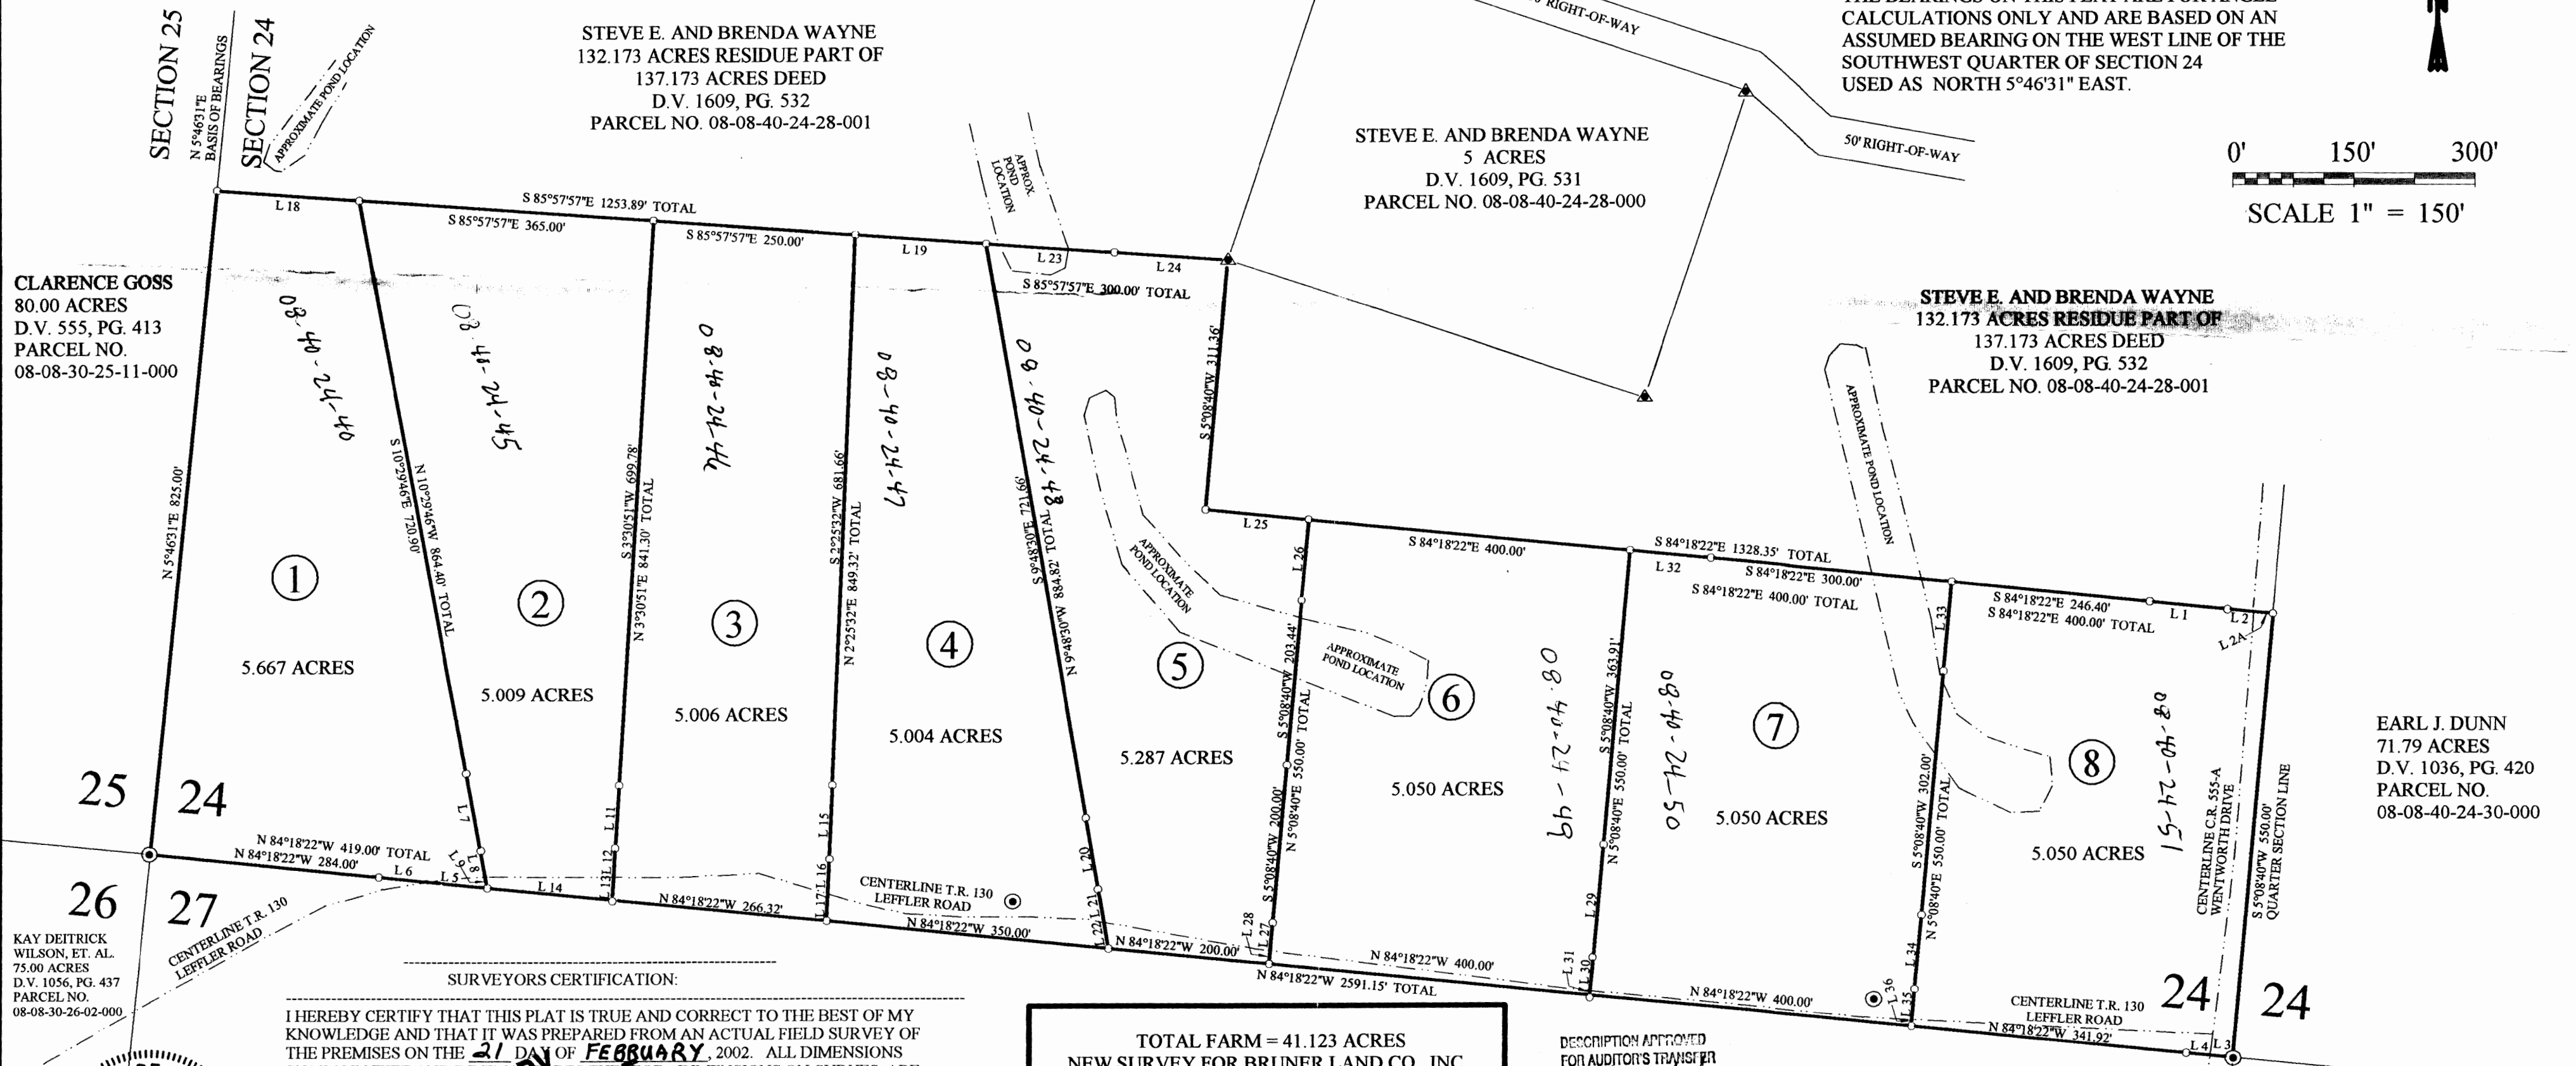 SECTION 25
N 5°46'31"E
BASIS OF BEARINGS
SECTION 24
APPROXIMATE POND LOCATION
STEVE E. AND BRENDA WAYNE
132.173 ACRES RESIDUE PART OF
137.173 ACRES DEED
D.V. 1609, PG. 532
PARCEL NO. 08-08-40-24-28-001
APPROX.
POND
LOCATION
STEVE E. AND BRENDA WAYNE
5 ACRES
D.V. 1609, PG. 531
PARCEL NO. 08-08-40-24-28-000
RIGHT-OF-WAY
50' RIGHT-OF-WAY
CALCULATIONS ONLY AND ARE BASED ON AN
ASSUMED BEARING ON THE WEST LINE OF THE
SOUTHWEST QUARTER OF SECTION 24
USED AS NORTH 5°46'31" EAST.
0' 150' 300'
SCALE 1" = 150'
L 18
S 85°57'57"E 1253.89' TOTAL
S 85°57'57"E 365.00'
S 85°57'57"E 250.00'
L 19
L 23
L 24
S 85°57'57"E 300.00' TOTAL
CLARENCE GOSS
80.00 ACRES
D.V. 555, PG. 413
PARCEL NO.
08-08-30-25-11-000
STEVE E. AND BRENDA WAYNE
132.173 ACRES RESIDUE PART OF
137.173 ACRES DEED
D.V. 1609, PG. 532
PARCEL NO. 08-08-40-24-28-001
08-40-24-40
08-40-24-45
08-40-24-46
08-40-24-47
08-40-24-48
S 5°08'40"W 311.36'
N 5°46'31"E 825.00'
S 10°29'46"E 720.90'
N 10°29'46"W 864.40' TOTAL
S 3°30'51"W 699.78'
N 3°30'51"E 841.30' TOTAL
S 2°25'32"W 681.66'
N 2°25'32"E 849.32' TOTAL
S 9°48'30"E 721.66'
N 9°48'30"W 884.82' TOTAL
APPROXIMATE
POND LOCATION
APPROXIMATE
POND LOCATION
APPROXIMATE POND LOCATION
L 25
L 26
S 84°18'22"E 400.00'
S 84°18'22"E 1328.35' TOTAL
L 32
S 84°18'22"E 300.00'
S 84°18'22"E 400.00' TOTAL
L 33
S 84°18'22"E 246.40'
S 84°18'22"E 400.00' TOTAL
L 1
L 2
L 2A
1
5.667 ACRES
2
5.009 ACRES
3
5.006 ACRES
4
5.004 ACRES
5
5.287 ACRES
6
5.050 ACRES
7
5.050 ACRES
8
5.050 ACRES
S 5°08'40"W 203.44'
S 5°08'40"W 200.00'
N 5°08'40"E 550.00' TOTAL
08-40-24-49
S 5°08'40"W 363.91'
N 5°08'40"E 550.00' TOTAL
08-40-24-50
S 5°08'40"W 302.00'
N 5°08'40"E 550.00' TOTAL
08-40-24-51
CENTERLINE C.R. 555-A
WENTWORTH DRIVE
S 5°08'40"W 550.00'
QUARTER SECTION LINE
EARL J. DUNN
71.79 ACRES
D.V. 1036, PG. 420
PARCEL NO.
08-08-40-24-30-000
25 24
26 27
N 84°18'22"W 419.00' TOTAL
N 84°18'22"W 284.00'
L 6
L 5
L 9
L 8
L 7
L 14
L 11
L 12
L 13
N 84°18'22"W 266.32'
L 15
L 16
L 17
CENTERLINE T.R. 130
LEFFLER ROAD
N 84°18'22"W 350.00'
L 20
L 21
L 22
N 84°18'22"W 200.00'
L 28
L 27
N 84°18'22"W 400.00'
N 84°18'22"W 2591.15' TOTAL
L 29
L 31
L 30
N 84°18'22"W 400.00'
L 34
L 36
L 35
CENTERLINE T.R. 130
LEFFLER ROAD
N 84°18'22"W 341.92'
L 4
L 3
24 24
CENTERLINE T.R. 130
LEFFLER ROAD
KAY DEITRICK
WILSON, ET. AL.
75.00 ACRES
D.V. 1056, PG. 437
PARCEL NO.
08-08-30-26-02-000
SURVEYORS CERTIFICATION:
I HEREBY CERTIFY THAT THIS PLAT IS TRUE AND CORRECT TO THE BEST OF MY
KNOWLEDGE AND THAT IT WAS PREPARED FROM AN ACTUAL FIELD SURVEY OF
THE PREMISES ON THE 21 DAY OF FEBRUARY, 2002. ALL DIMENSIONS
TOTAL FARM = 41.123 ACRES
NEW SURVEY FOR BRUNER LAND CO., INC.
DESCRIPTION APPROVED
FOR AUDITOR'S TRANSFER